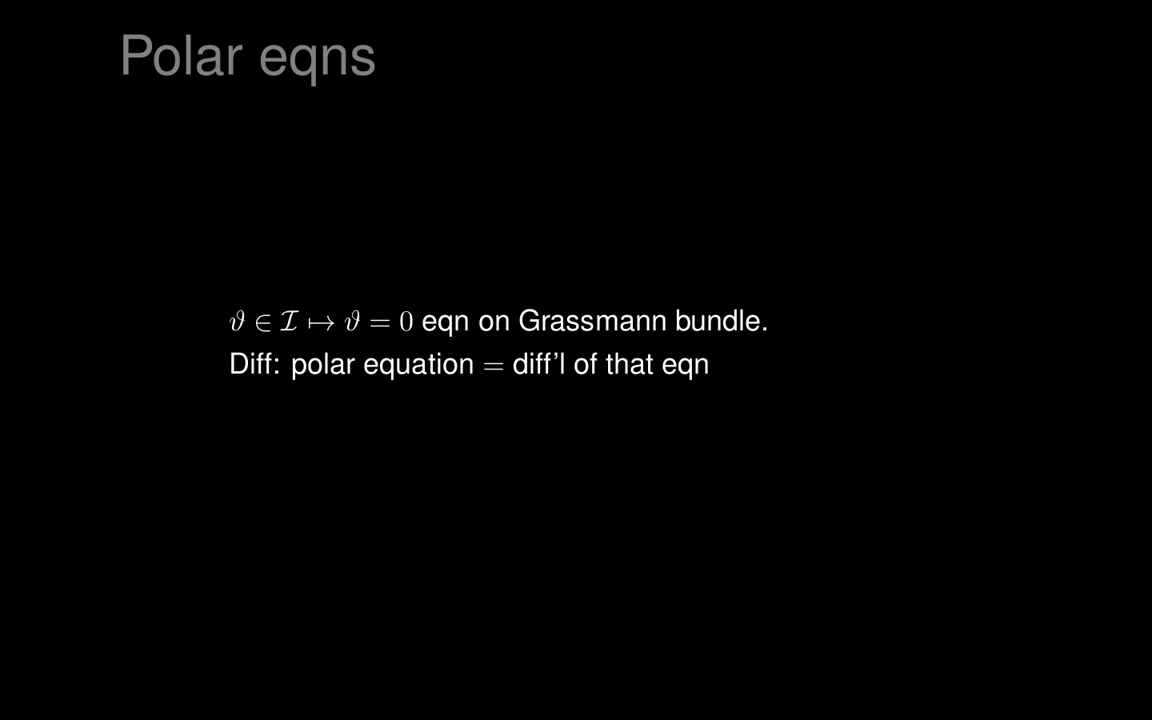 Polar eqns
ϑ ∈ ℐ ↦ ϑ = 0 eqn on Grassmann bundle.
Diff: polar equation = diff'l of that eqn